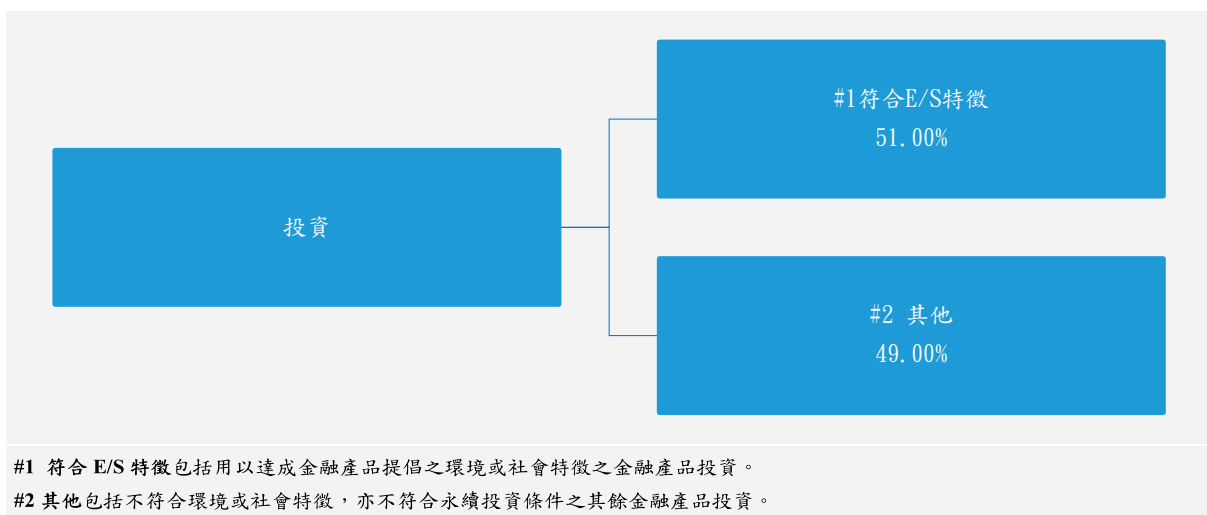 #1符合E/S特徵
51.00%
投資
#2 其他
49.00%
#1 符合 E/S 特徵包括用以達成金融產品提倡之環境或社會特徵之金融產品投資。
#2 其他包括不符合環境或社會特徵，亦不符合永續投資條件之其餘金融產品投資。